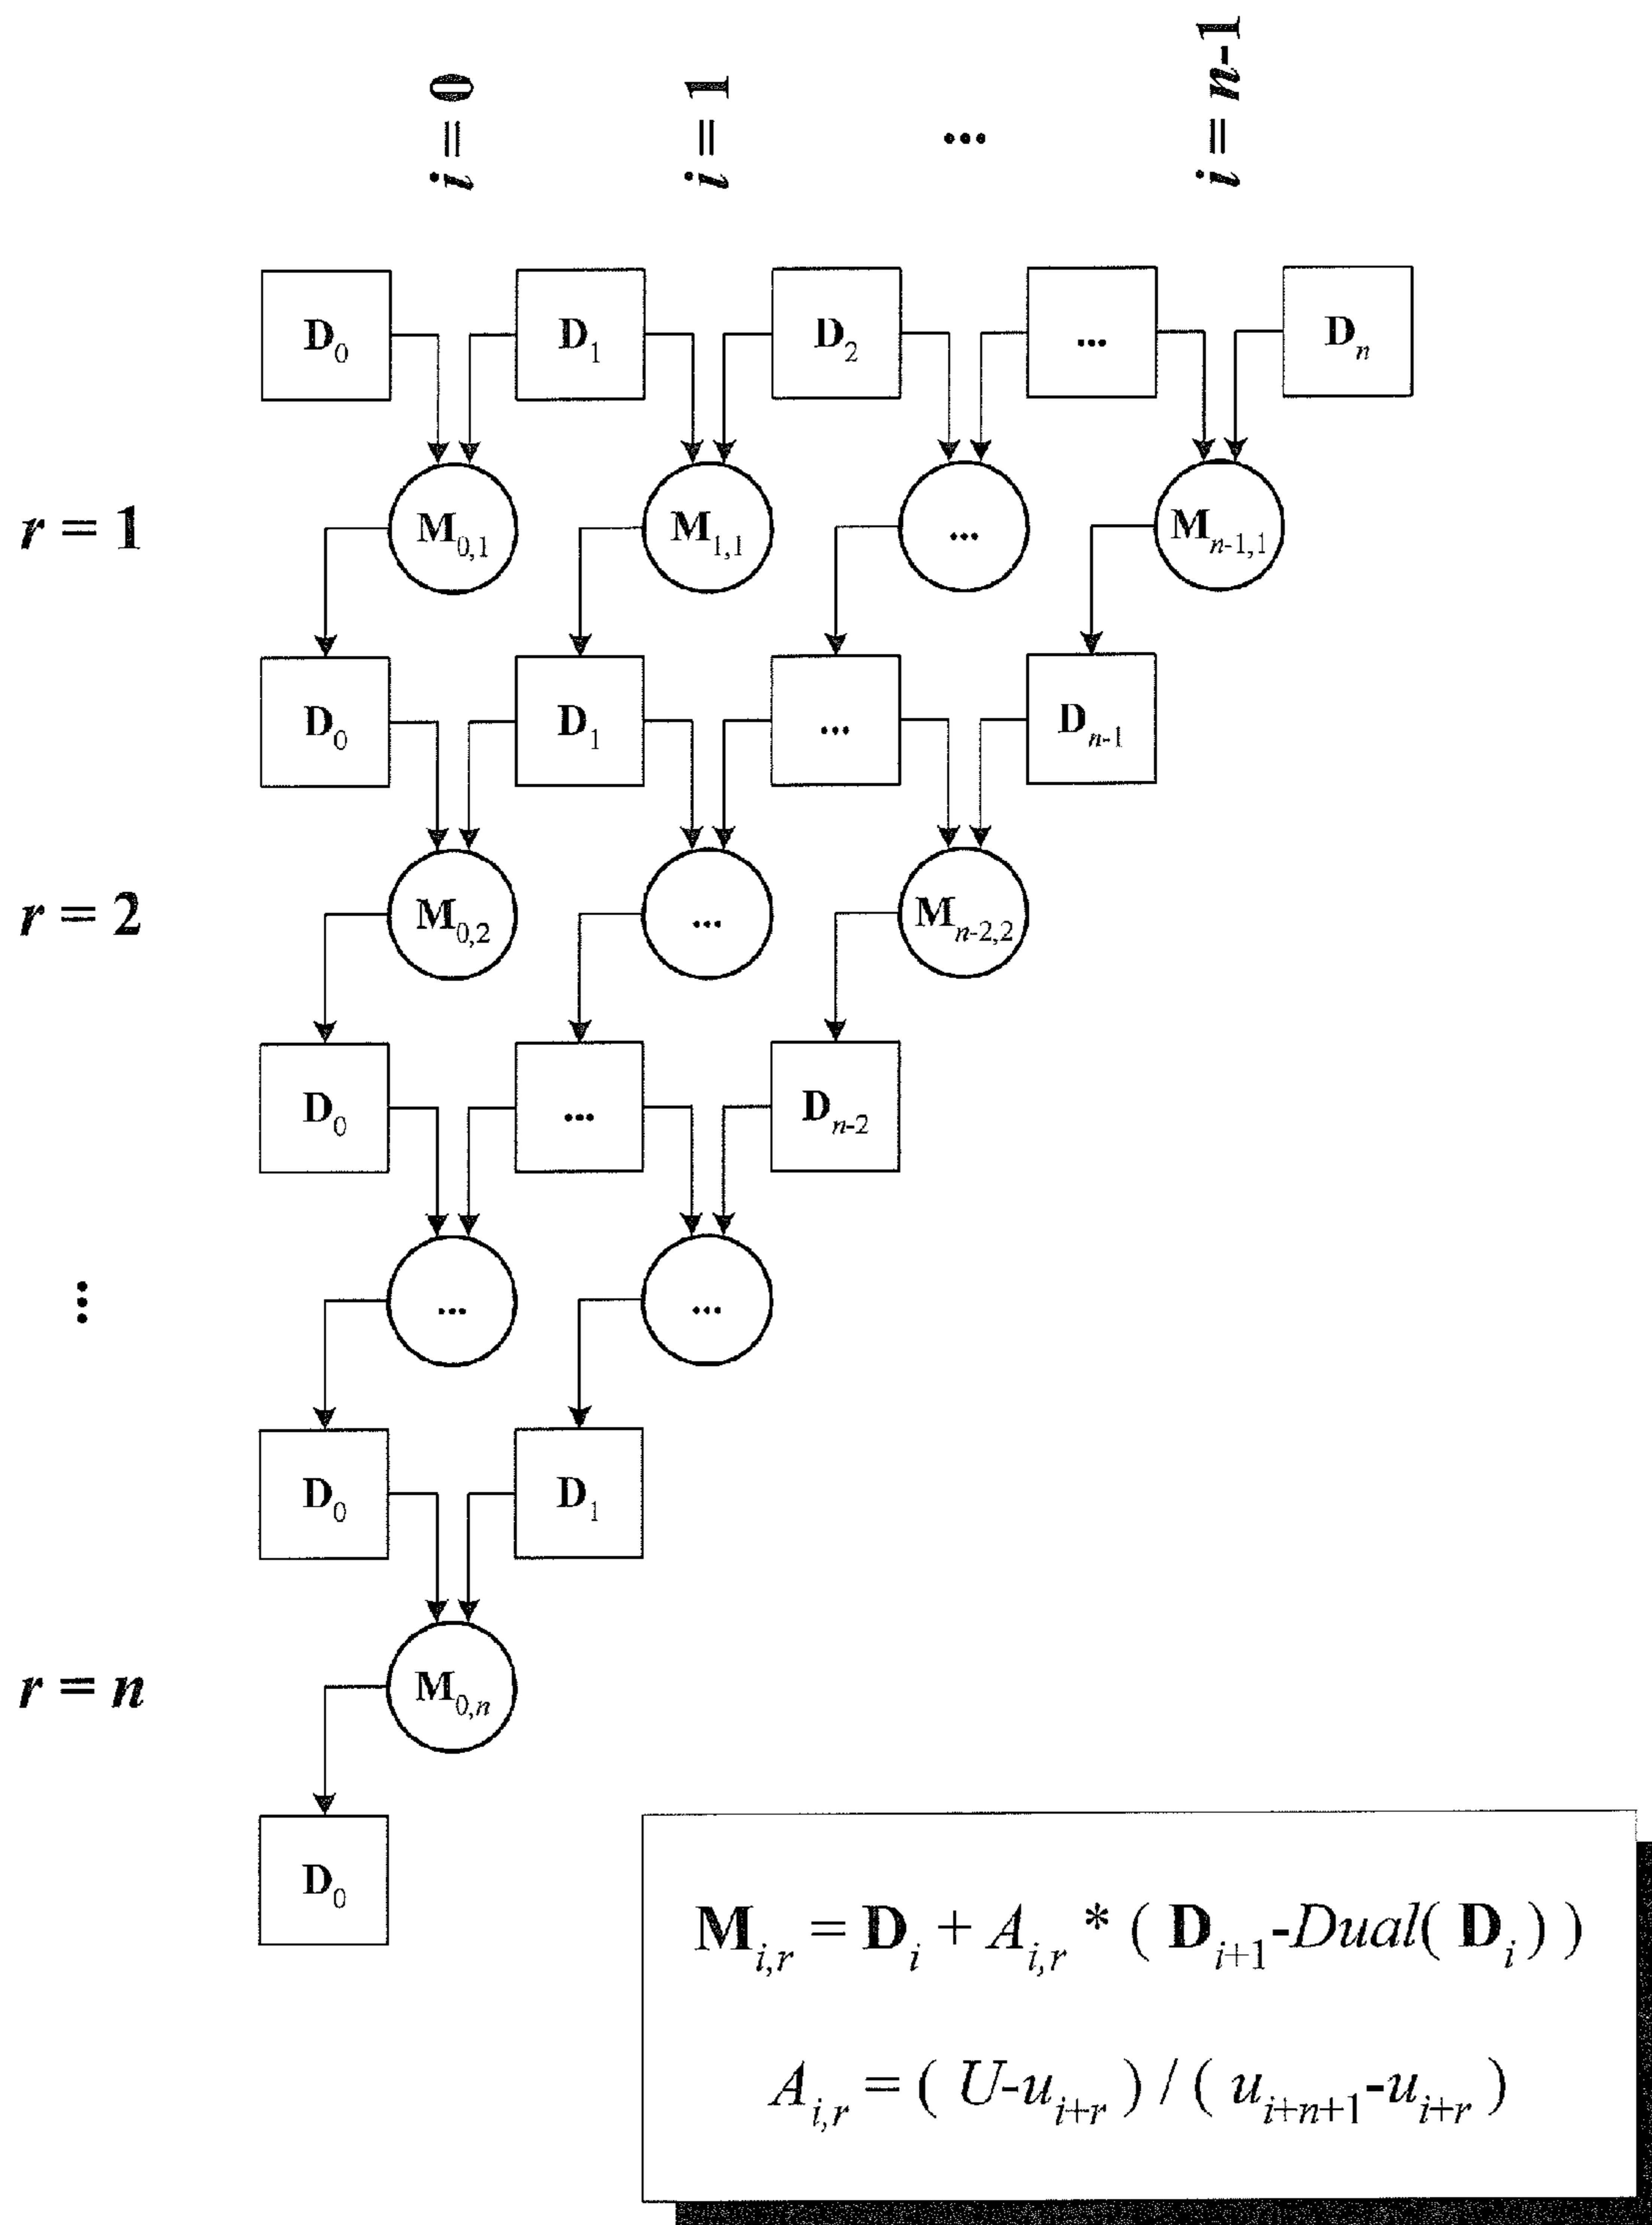 i = 0 i = 1 ... i = n-1
D0 D1 D2 ... Dn
r = 1 M0,1 M1,1 ... Mn-1,1
D0 D1 ... Dn-1
r = 2 M0,2 ... Mn-2,2
D0 ... Dn-2
... ... ...
D0 D1
r = n M0,n
D0
Mi,r = Di + Ai,r * ( Di+1-Dual( Di ) )
Ai,r = ( U-ui+r ) / ( ui+n+1-ui+r )